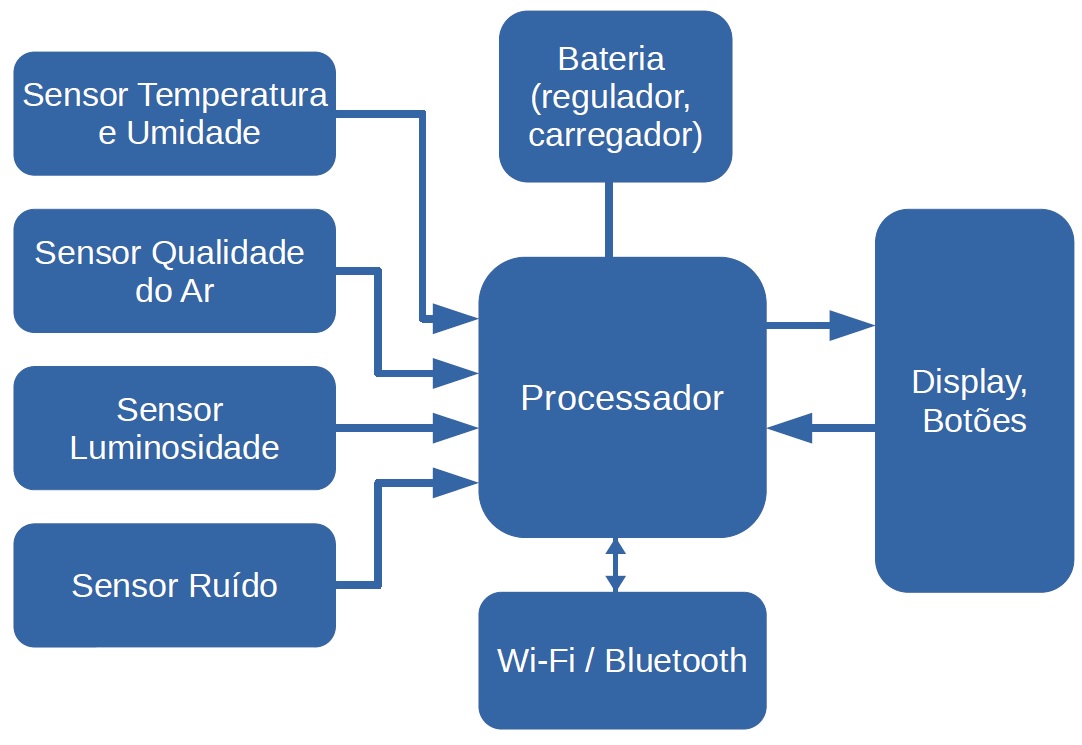 Sensor Temperatura
e Umidade
Bateria
(regulador,
carregador)
Sensor Qualidade
do Ar
Sensor
Luminosidade
Sensor Ruído
Processador
Display,
Botões
Wi-Fi / Bluetooth